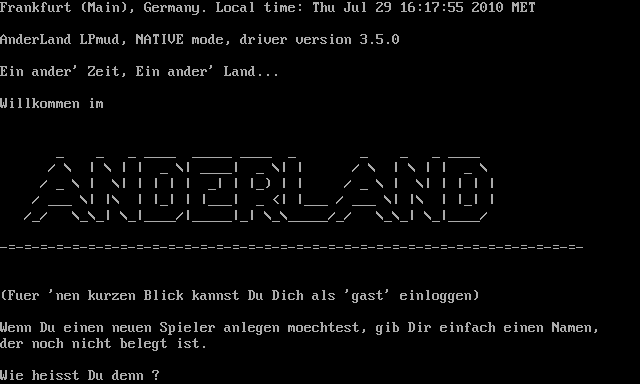 Frankfurt (Main), Germany. Local time: Thu Jul 29 16:17:55 2010 MET
AnderLand LPmud, NATIVE mode, driver version 3.5.0
Ein ander' Zeit, Ein ander' Land...
Willkommen im
ANDERLAND
(Fuer 'nen kurzen Blick kannst Du Dich als 'gast' einloggen)
Wenn Du einen neuen Spieler anlegen moechtest, gib Dir einfach einen Namen,
der noch nicht belegt ist.
Wie heisst Du denn ?